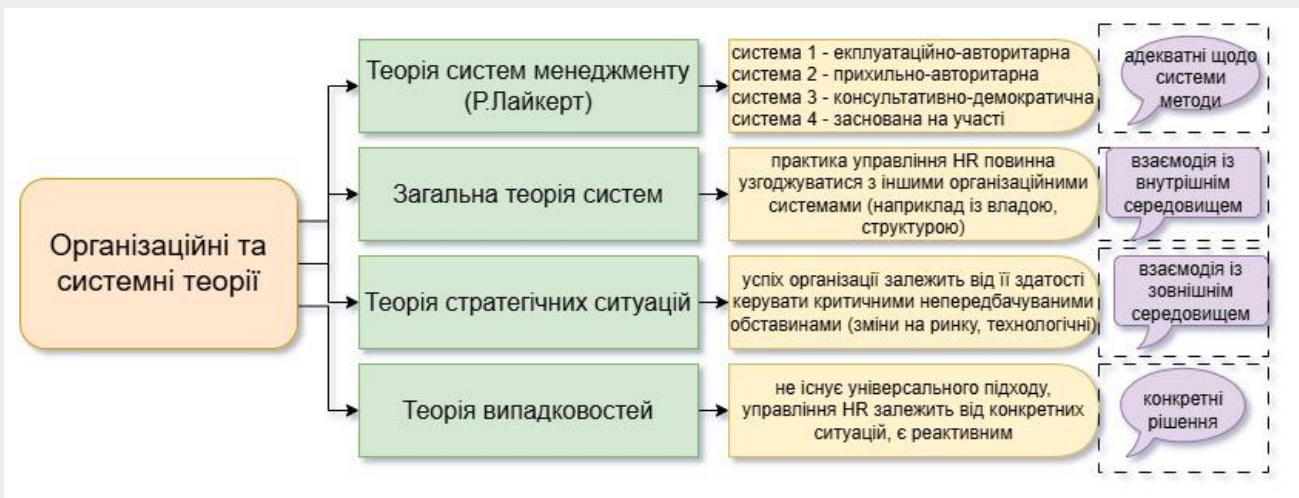 Організаційні та
системні теорії
Теорія систем менеджменту
(Р.Лайкерт)
система 1 - екплуатаційно-авторитарна
система 2 - прихильно-авторитарна
система 3 - консультативно-демократична
система 4 - заснована на участі
адекватні щодо
системи
методи
Загальна теорія систем
практика управління HR повинна
узгоджуватися з іншими організаційними
системами (наприклад із владою,
структурою)
взаємодія із
внутрішнім
середовищем
Теорія стратегічних ситуацій
успіх організації залежить від її здатості
керувати критичними непередбачуваними
обставинами (зміни на ринку, технологічні)
взаємодія із
зовнішнім
середовищем
Теорія випадковостей
не існує універсального підходу,
управління HR залежить від конкретних
ситуацій, є реактивним
конкретні
рішення